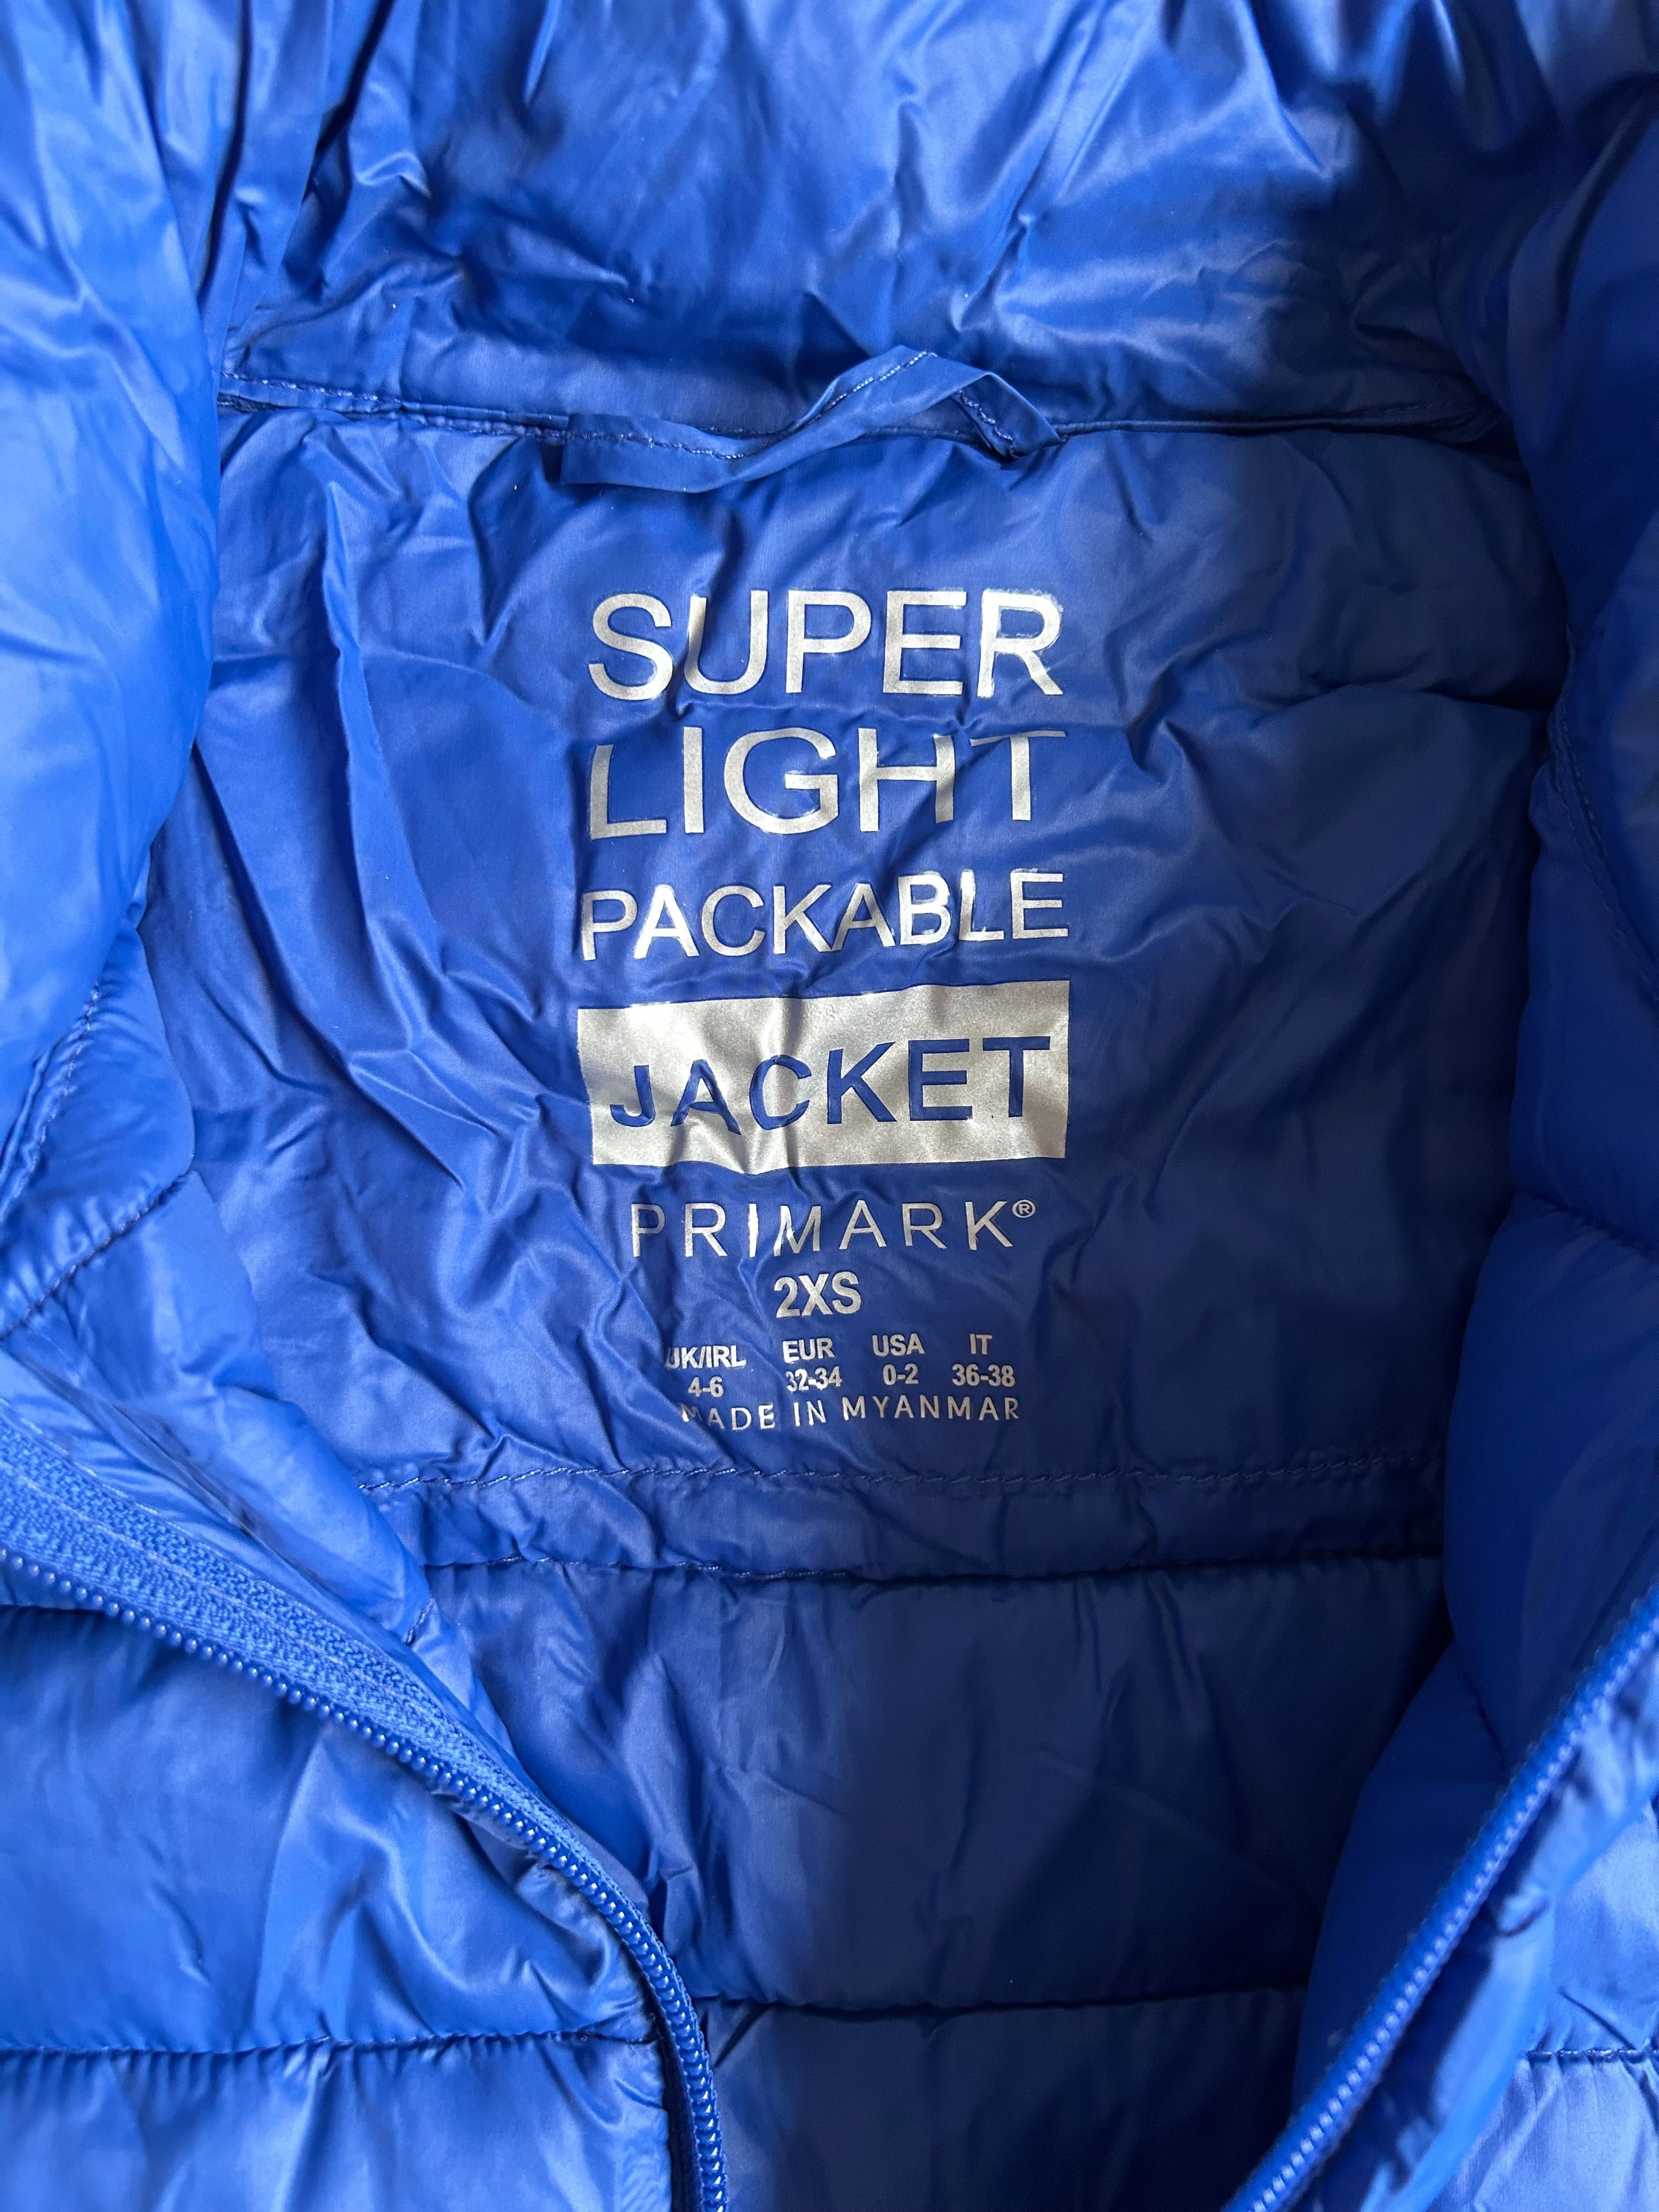 SUPER
LIGHT
PACKABLE
JACKET
PRIMARK®
2XS
UK/IRL EUR USA IT
4-6 32-34 0-2 36-38
MADE IN MYANMAR